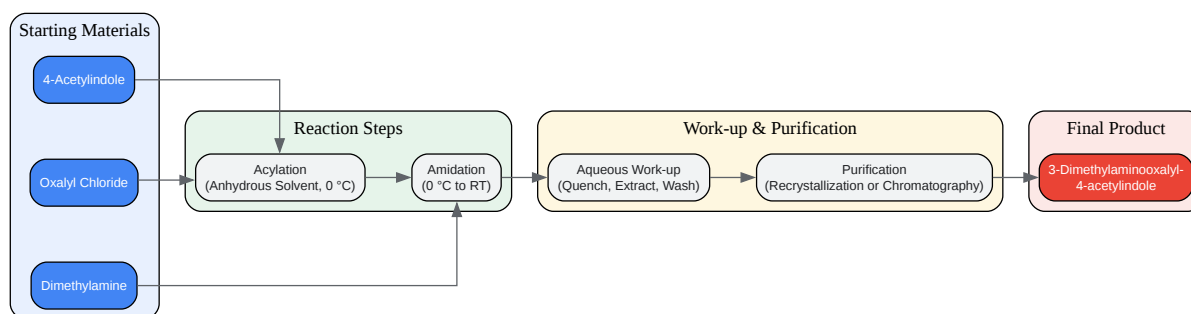 Starting Materials
4-Acetylindole
Oxalyl Chloride
Dimethylamine
Reaction Steps
Acylation
(Anhydrous Solvent, 0 °C)
Amidation
(0 °C to RT)
Work-up & Purification
Aqueous Work-up
(Quench, Extract, Wash)
Purification
(Recrystallization or Chromatography)
Final Product
3-Dimethylaminooxalyl-
4-acetylindole